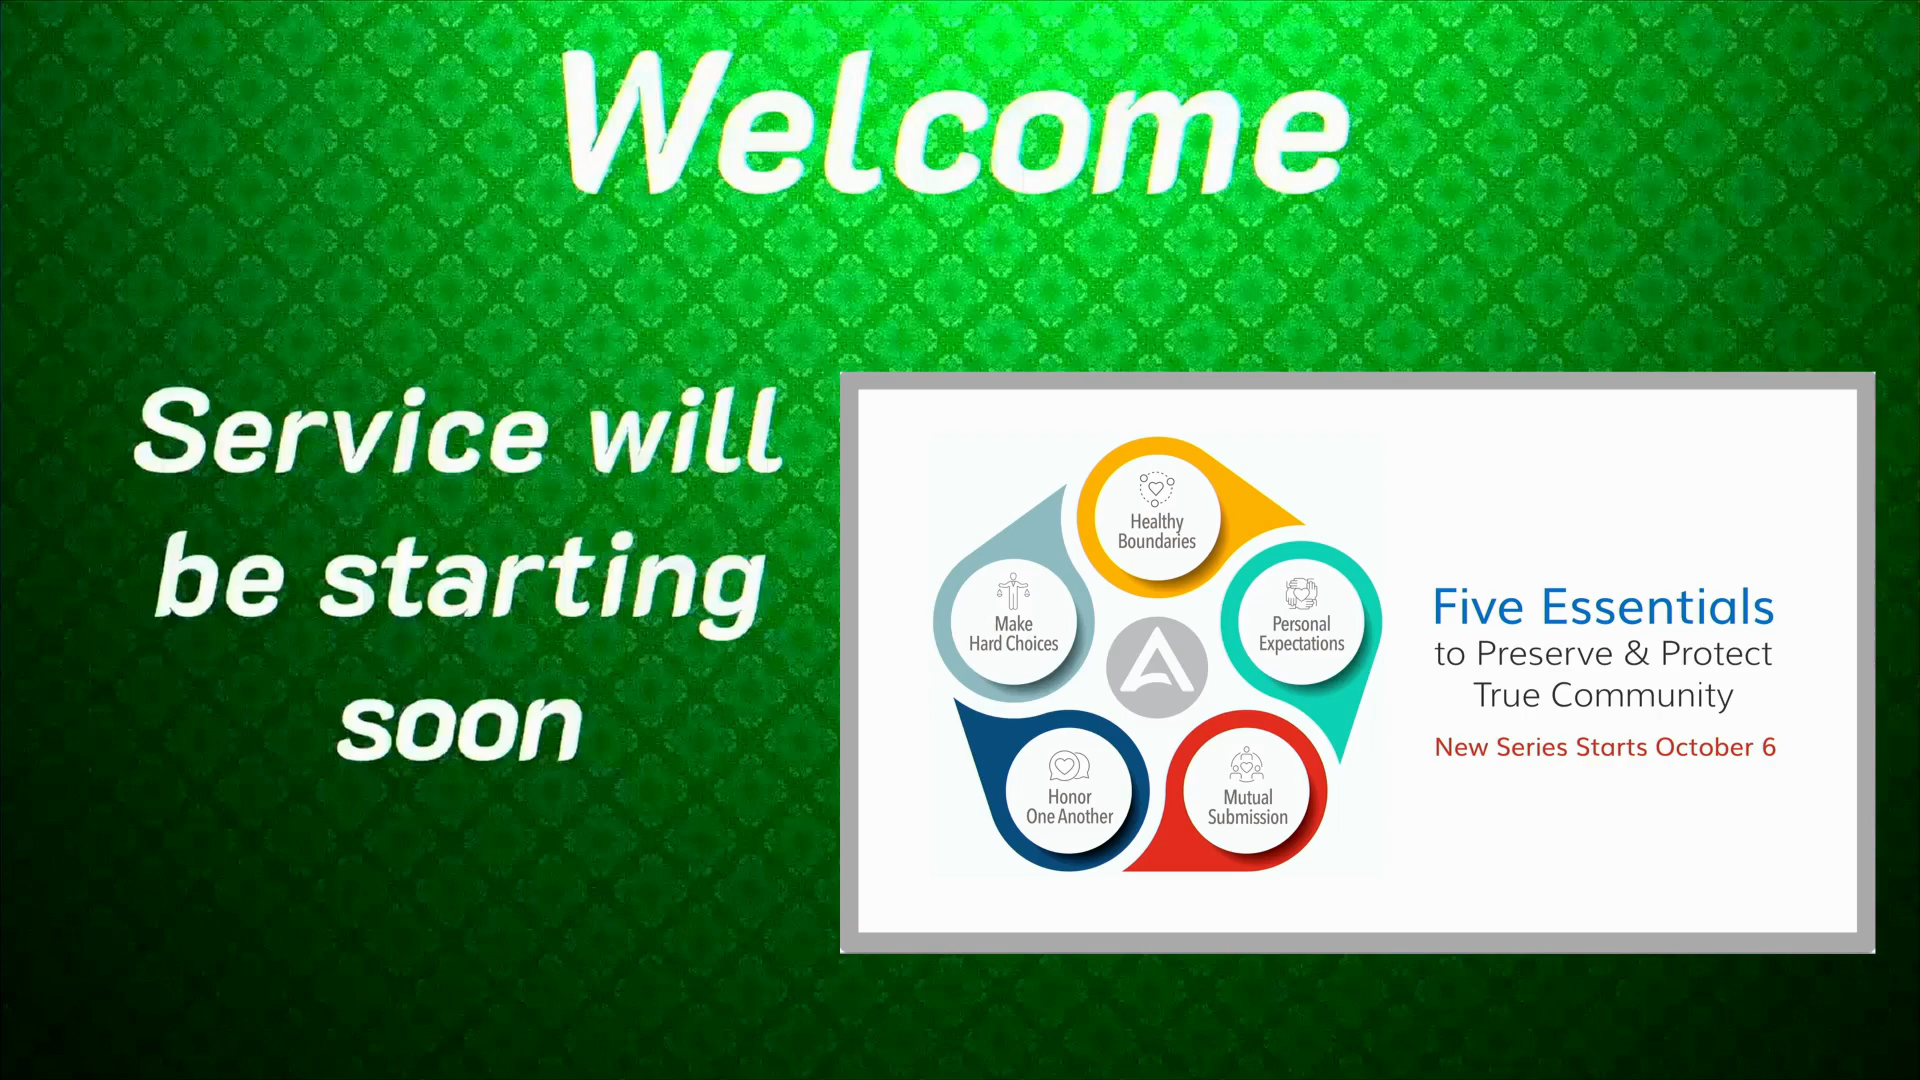 Welcome
Service will
be starting
soon
Healthy
Boundaries
Make
Hard Choices
Personal
Expectations
Honor
One Another
Mutual
Submission
Five Essentials
to Preserve & Protect
True Community
New Series Starts October 6